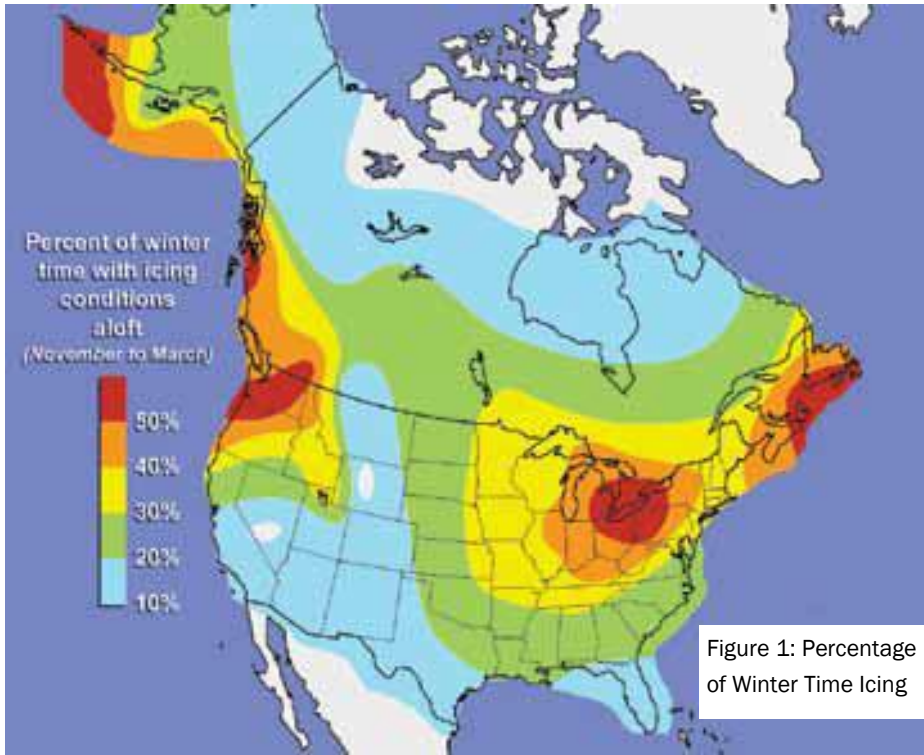 Percent of winter
time with icing
conditions
aloft
(November to March)
50%
40%
30%
20%
10%
Figure 1: Percentage
of Winter Time Icing